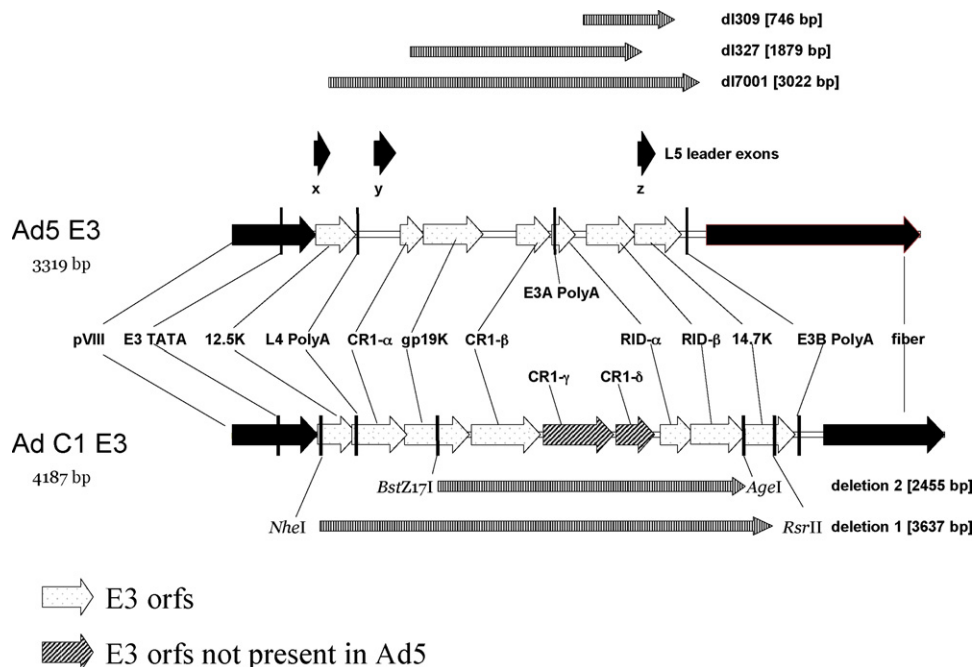 dl309 [746 bp]
dl327 [1879 bp]
dl7001 [3022 bp]
L5 leader exons
x y z
Ad5 E3
3319 bp
E3A PolyA
pVIII E3 TATA 12.5K L4 PolyA CR1-α gp19K CR1-β RID-α RID-β 14.7K E3B PolyA fiber
CR1-γ CR1-δ
Ad C1 E3
4187 bp
BstZ17I AgeI deletion 2 [2455 bp]
NheI RsrII deletion 1 [3637 bp]
E3 orfs
E3 orfs not present in Ad5